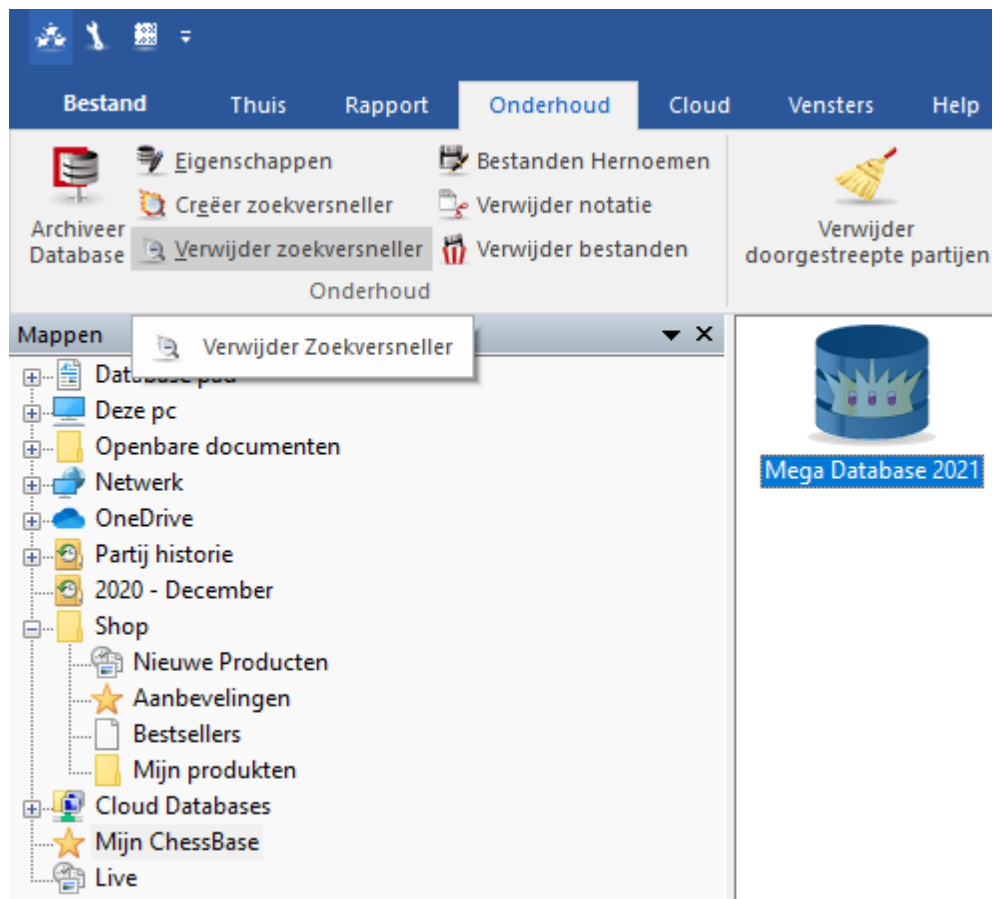 Bestand Thuis Rapport Onderhoud Cloud Vensters Help
Archiveer
Database
Eigenschappen
Creëer zoekversneller
Verwijder zoekversneller
Bestanden Hernoemen
Verwijder notatie
Verwijder bestanden
Onderhoud
Verwijder
doorgestreepte partijen
Mappen
Verwijder Zoekversneller
Database pad
Deze pc
Openbare documenten
Netwerk
OneDrive
Partij historie
2020 - December
Shop
Nieuwe Producten
Aanbevelingen
Bestsellers
Mijn produkten
Cloud Databases
Mijn ChessBase
Live
Mega Database 2021